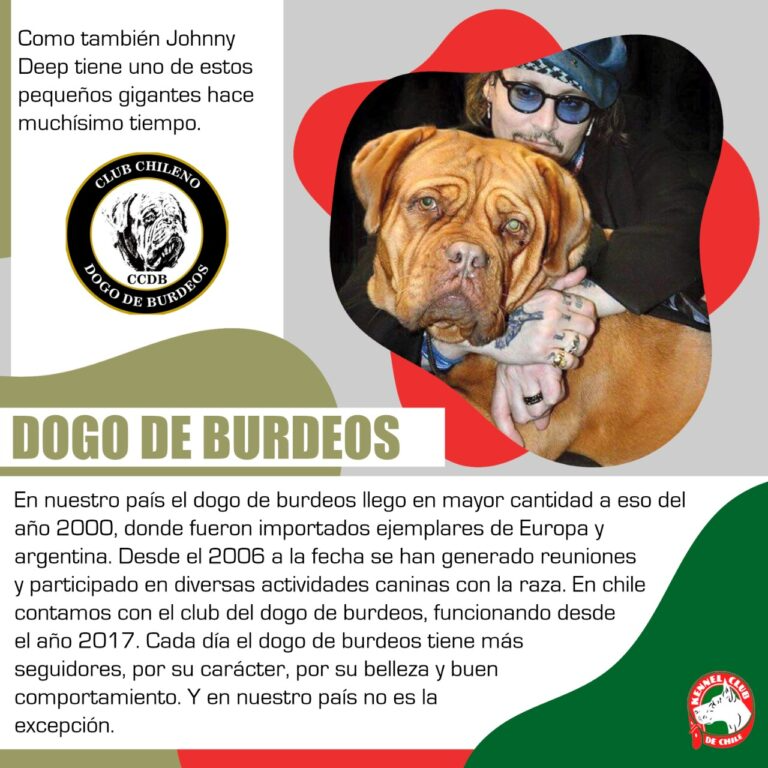 Como también Johnny
Deep tiene uno de estos
pequeños gigantes hace
muchísimo tiempo.
CLUB CHILENO
CCDB
DOGO DE BURDEOS
DOGO DE BURDEOS
En nuestro país el dogo de burdeos llego en mayor cantidad a eso del
año 2000, donde fueron importados ejemplares de Europa y
argentina. Desde el 2006 a la fecha se han generado reuniones
y participado en diversas actividades caninas con la raza. En chile
contamos con el club del dogo de burdeos, funcionando desde
el año 2017. Cada día el dogo de burdeos tiene más
seguidores, por su carácter, por su belleza y buen
comportamiento. Y en nuestro país no es la
excepción.
KENNEL CLUB
DE CHILE